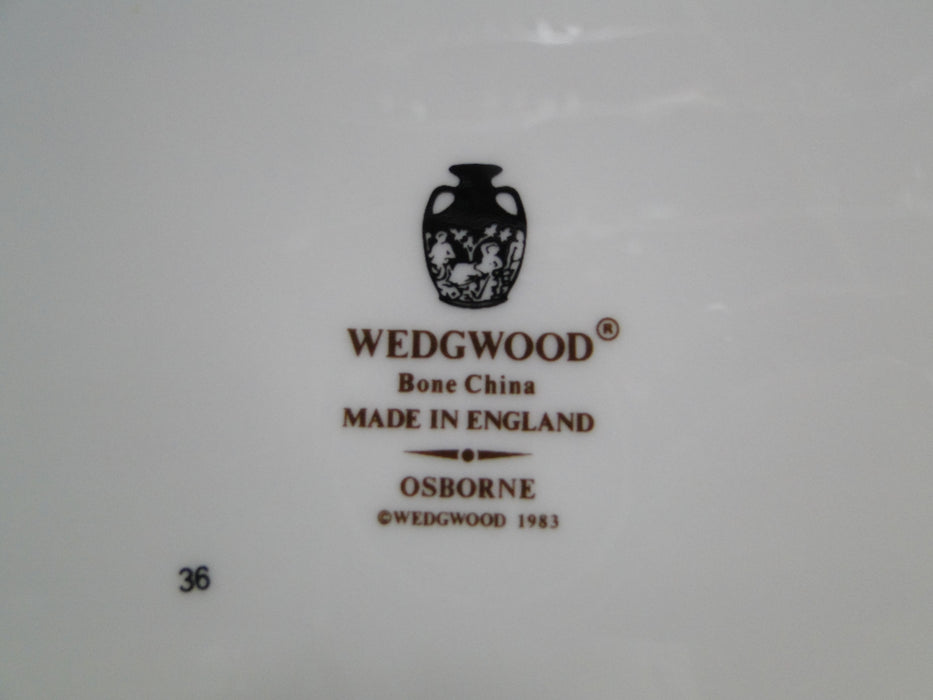 WEDGWOOD®
Bone China
MADE IN ENGLAND
OSBORNE
©WEDGWOOD 1983
36